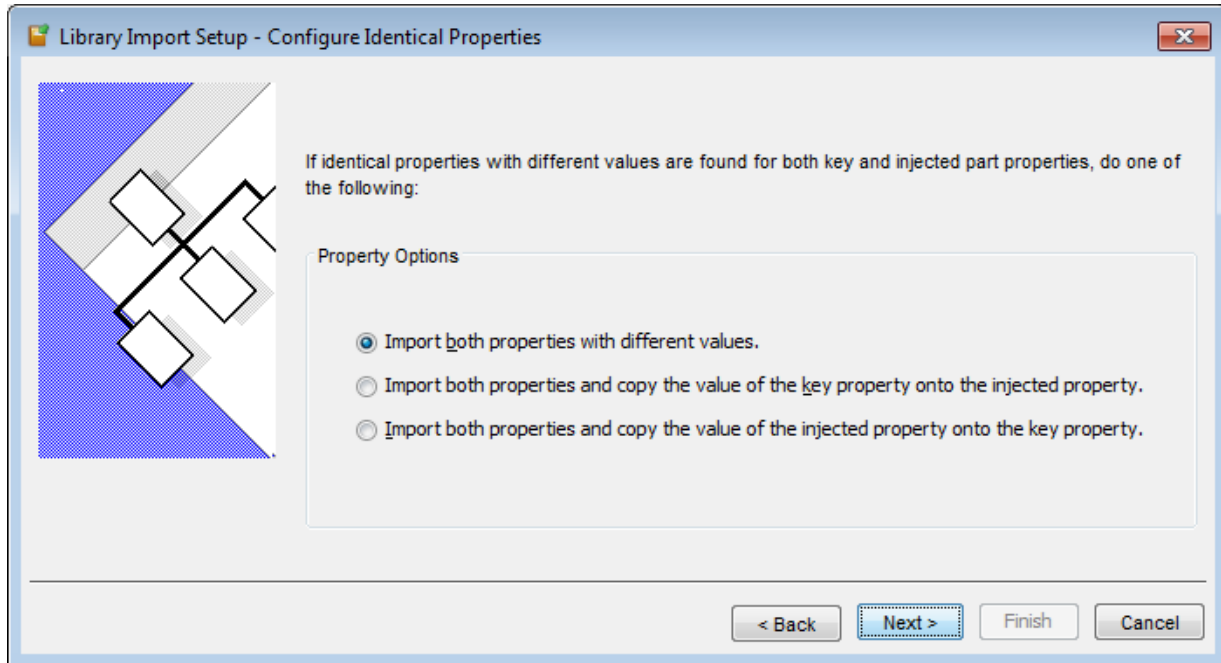 Library Import Setup - Configure Identical Properties
If identical properties with different values are found for both key and injected part properties, do one of
the following:
Property Options
Import both properties with different values.
Import both properties and copy the value of the key property onto the injected property.
Import both properties and copy the value of the injected property onto the key property.
< Back Next > Finish Cancel